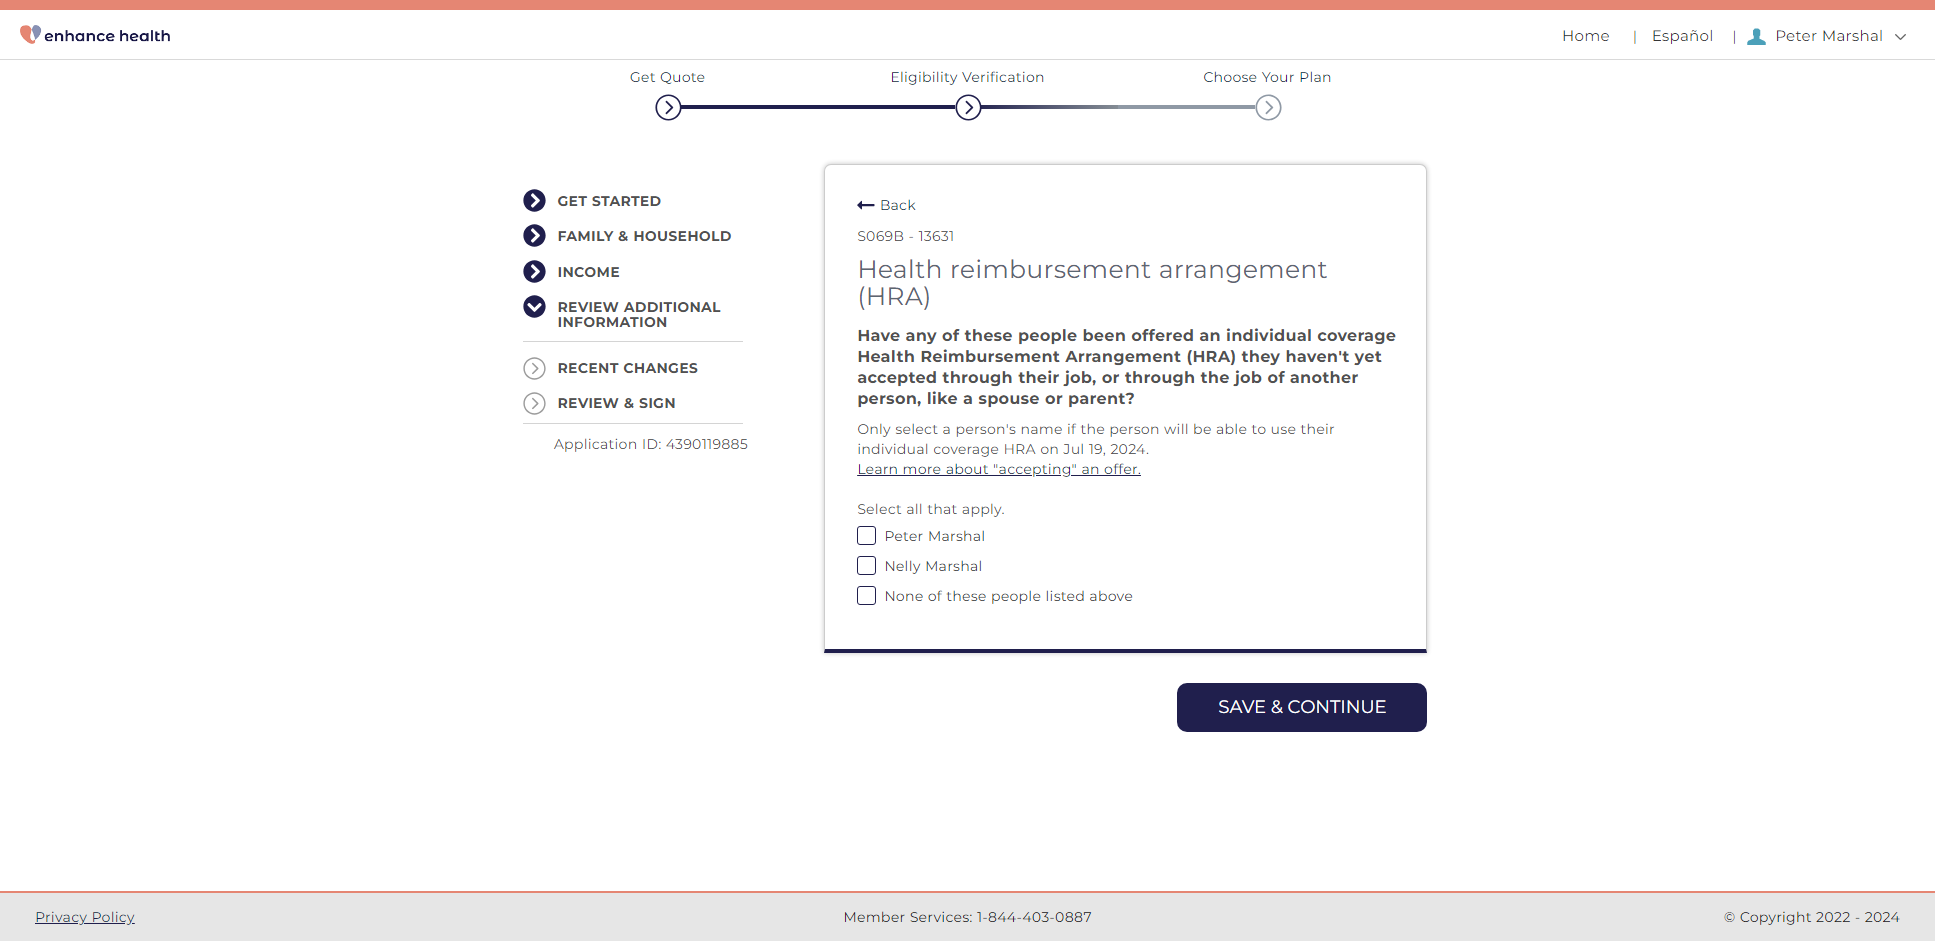 enhance health
Home | Español | Peter Marshal
Get Quote
Eligibility Verification
Choose Your Plan
GET STARTED
FAMILY & HOUSEHOLD
INCOME
REVIEW ADDITIONAL
INFORMATION
RECENT CHANGES
REVIEW & SIGN
Application ID: 4390119885
Back
S069B - 13631
Health reimbursement arrangement
(HRA)
Have any of these people been offered an individual coverage
Health Reimbursement Arrangement (HRA) they haven't yet
accepted through their job, or through the job of another
person, like a spouse or parent?
Only select a person's name if the person will be able to use their
individual coverage HRA on Jul 19, 2024.
Learn more about "accepting" an offer.
Select all that apply.
Peter Marshal
Nelly Marshal
None of these people listed above
SAVE & CONTINUE
Privacy Policy
Member Services: 1-844-403-0887
© Copyright 2022 - 2024